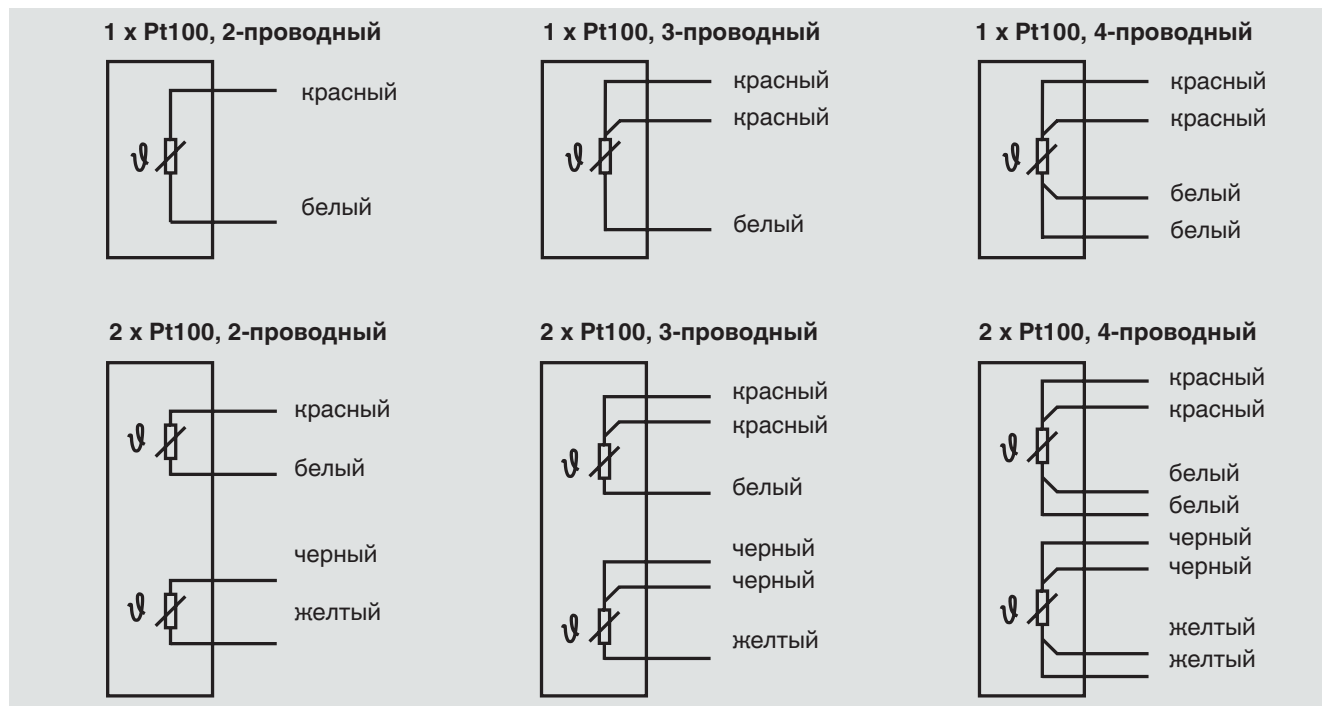 1 x Pt100, 2-проводный
красный
белый
1 x Pt100, 3-проводный
красный
красный
белый
1 x Pt100, 4-проводный
красный
красный
белый
белый
2 x Pt100, 2-проводный
красный
белый
черный
желтый
2 x Pt100, 3-проводный
красный
красный
белый
черный
черный
желтый
2 x Pt100, 4-проводный
красный
красный
белый
белый
черный
черный
желтый
желтый
ϑ
ϑ
ϑ
ϑ
ϑ
ϑ
ϑ
ϑ
ϑ